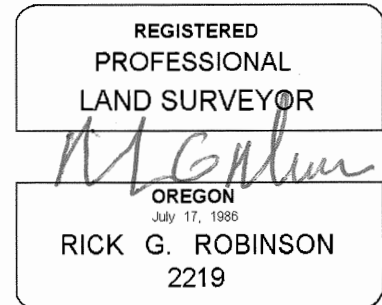 REGISTERED
PROFESSIONAL
LAND SURVEYOR
OREGON
July 17, 1986
RICK G. ROBINSON
2219